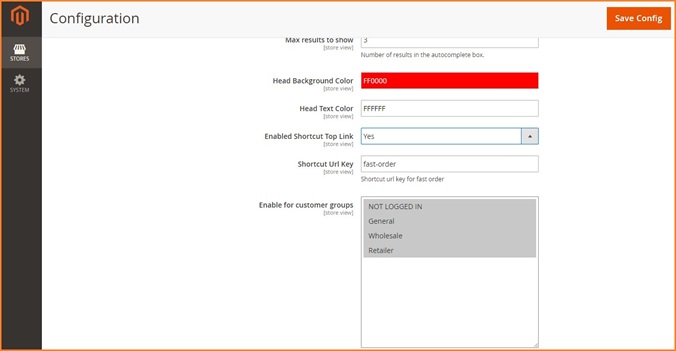 Configuration
Save Config
STORES
SYSTEM
Max results to show
[store view]
3
Number of results in the autocomplete box.
Head Background Color
[store view]
FF0000
Head Text Color
[store view]
FFFFFF
Enabled Shortcut Top Link
[store view]
Yes
Shortcut Url Key
[store view]
fast-order
Shortcut url key for fast order
Enable for customer groups
[store view]
NOT LOGGED IN
General
Wholesale
Retailer